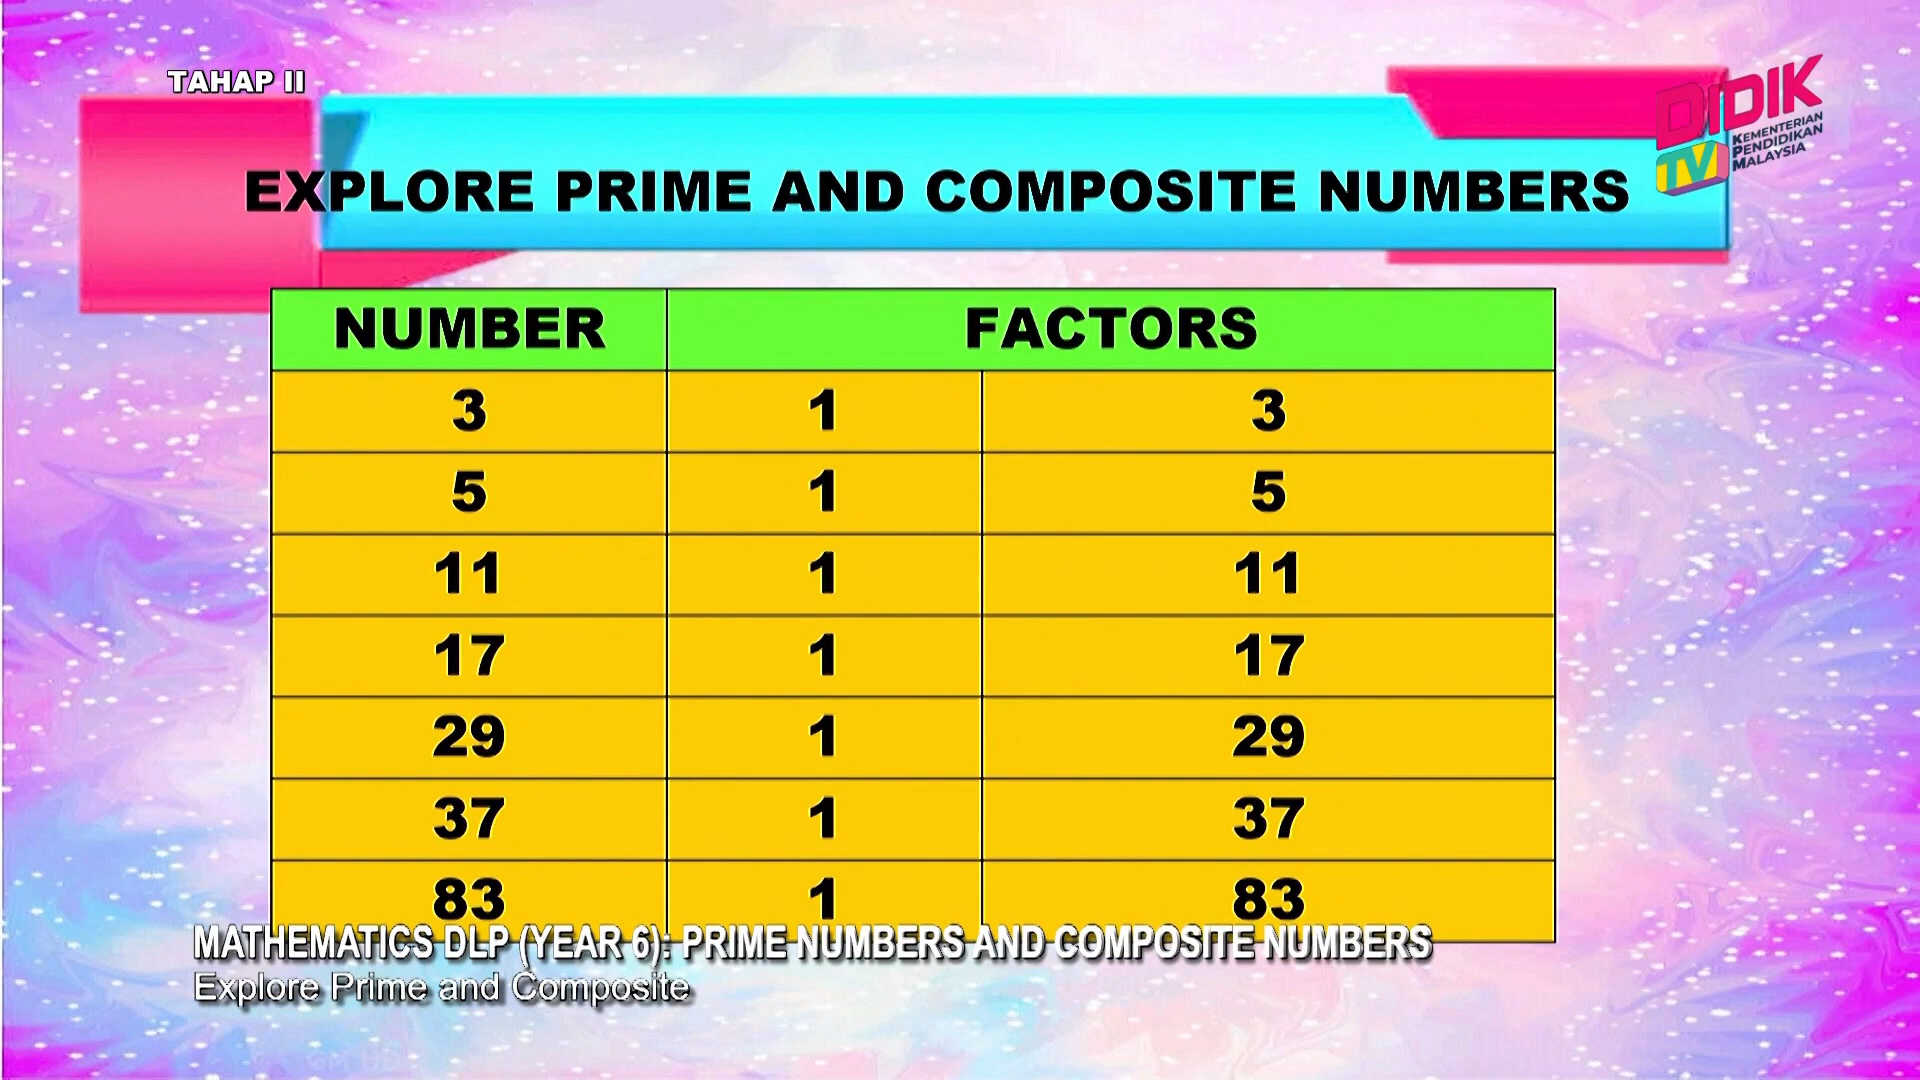 TAHAP II
DIDIK
TV
KEMENTERIAN
PENDIDIKAN
MALAYSIA
EXPLORE PRIME AND COMPOSITE NUMBERS
NUMBER FACTORS
3 1 3
5 1 5
11 1 11
17 1 17
29 1 29
37 1 37
83 1 83
MATHEMATICS DLP (YEAR 6): PRIME NUMBERS AND COMPOSITE NUMBERS
Explore Prime and Composite